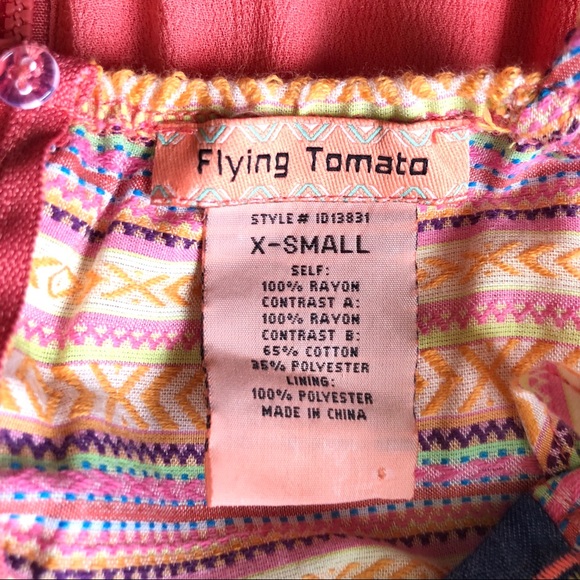 Flying Tomato
STYLE # ID13831
X-SMALL
SELF:
100% RAYON
CONTRAST A:
100% RAYON
CONTRAST B:
65% COTTON
35% POLYESTER
LINING:
100% POLYESTER
MADE IN CHINA